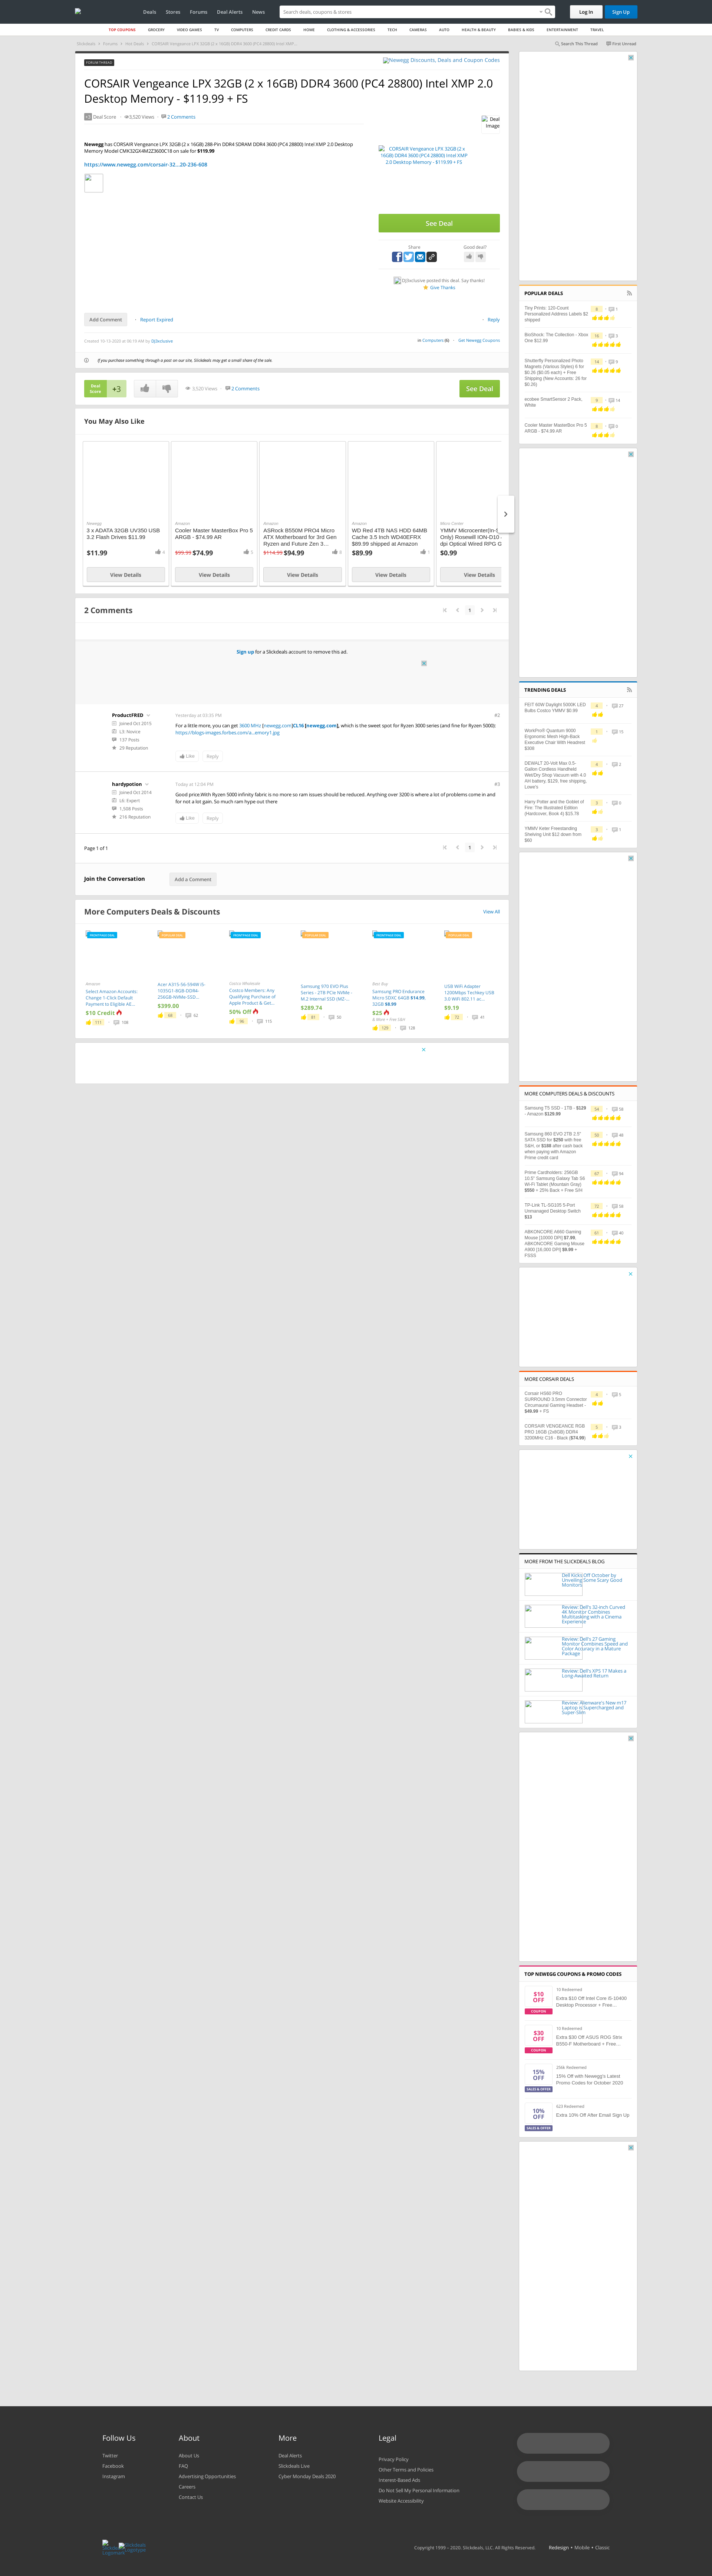 Deals Stores Forums Deal Alerts News
Search deals, coupons & stores
Log In
Sign Up
TOP COUPONS GROCERY VIDEO GAMES TV COMPUTERS CREDIT CARDS HOME CLOTHING & ACCESSORIES TECH CAMERAS AUTO HEALTH & BEAUTY BABIES & KIDS ENTERTAINMENT TRAVEL
Slickdeals > Forums > Hot Deals > CORSAIR Vengeance LPX 32GB (2 x 16GB) DDR4 3600 (PC4 28800) Intel XMP...
Search This Thread First Unread
FORUM THREAD
Newegg Discounts, Deals and Coupon Codes
CORSAIR Vengeance LPX 32GB (2 x 16GB) DDR4 3600 (PC4 28800) Intel XMP 2.0
Desktop Memory - $119.99 + FS
+3 Deal Score 3,520 Views 2 Comments
Deal
Image
Newegg has CORSAIR Vengeance LPX 32GB (2 x 16GB) 288-Pin DDR4 SDRAM DDR4 3600 (PC4 28800) Intel XMP 2.0 Desktop
Memory Model CMK32GX4M2Z3600C18 on sale for $119.99
https://www.newegg.com/corsair-32...20-236-608
CORSAIR Vengeance LPX 32GB (2 x
16GB) DDR4 3600 (PC4 28800) Intel XMP
2.0 Desktop Memory - $119.99 + FS
See Deal
Share
Good deal?
DJSxclusive posted this deal. Say thanks!
Give Thanks
Add Comment
Report Expired
Reply
Created 10-13-2020 at 06:19 AM by DJSxclusive
in Computers (6)
Get Newegg Coupons
If you purchase something through a post on our site, Slickdeals may get a small share of the sale.
Deal
Score
+3
3,520 Views
2 Comments
See Deal
You May Also Like
Newegg
3 x ADATA 32GB UV350 USB
3.2 Flash Drives $11.99
$11.99
4
View Details
Amazon
Cooler Master MasterBox Pro 5
ARGB - $74.99 AR
$99.99 $74.99
5
View Details
Amazon
ASRock B550M PRO4 Micro
ATX Motherboard for 3rd Gen
Ryzen and Future Zen 3...
$114.99 $94.99
8
View Details
Amazon
WD Red 4TB NAS HDD 64MB
Cache 3.5 inch WD40EFRX
$89.99 shipped at Amazon
$89.99
1
View Details
Micro Center
YMMV Microcenter(In-S
Only) Rosewill ION-D10
dpi Optical Wired RPG G
$0.99
View Details
2 Comments
1
Sign up for a Slickdeals account to remove this ad.
ProductFRED
Joined Oct 2015
L3: Novice
137 Posts
29 Reputation
Yesterday at 03:35 PM
#2
For a little more, you can get 3600 MHz [newegg.com]CL16 [newegg.com], which is the sweet spot for Ryzen 3000 series (and fine for Ryzen 5000):
https://blogs-images.forbes.com/a...emory1.jpg
Like
Reply
hardypotion
Joined Oct 2014
L6: Expert
1,508 Posts
216 Reputation
Today at 12:04 PM
#3
Good price.With Ryzen 5000 infinity fabric is no more so ram issues should be reduced. Anything over 3200 is where a lot of problems come in and
for not a lot gain. So much ram hype out there
Like
Reply
Page 1 of 1
1
Join the Conversation
Add a Comment
More Computers Deals & Discounts
View All
FRONTPAGE DEAL
Amazon
Select Amazon Accounts:
Change 1-Click Default
Payment to Eligible All...
$10 Credit
111
168
POPULAR DEAL
Acer A315-56-594W i5-
1035G1-8GB DDR4-
256GB-NVMe-SSD...
$399.00
68
62
FRONTPAGE DEAL
Costco Wholesale
Costco Members: Any
Qualifying Purchase of
Apple Product & Get...
50% Off
96
115
POPULAR DEAL
Samsung 970 EVO Plus
Series - 2TB PCIe NVMe -
M.2 Internal SSD (MZ-...
$289.74
81
50
FRONTPAGE DEAL
Best Buy
Samsung PRO Endurance
Micro SDXC 64GB $14.99,
32GB $8.99
$25
& More + Free S&H
129
128
POPULAR DEAL
USB WiFi Adapter
1200Mbps Techkey USB
3.0 WiFi 802.11 ac...
$9.19
72
41
POPULAR DEALS
Tiny Prints: 120-Count
Personalized Address Labels $2
shipped
BioShock: The Collection - Xbox
One $12.99
Shutterfly Personalized Photo
Magnets (Various Styles) 6 for
$0.26 ($0.05 each) + Free
Shipping (New Accounts: 26 for
$0.26)
ecobee SmartSensor 2 Pack,
White
Cooler Master MasterBox Pro 5
ARGB - $74.99 AR
TRENDING DEALS
FEIT 60W Daylight 5000K LED
Bulbs Costco YMMV $0.99
WorkPro® Quantum 9000
Ergonomic Mesh High-Back
Executive Chair With Headrest
$308
DEWALT 20-Volt Max 0.5-
Gallon Cordless Handheld
Wet/Dry Shop Vacuum with 4.0
AH battery, $129, free shipping,
Lowe's
Harry Potter and the Goblet of
Fire: The Illustrated Edition
(Hardcover, Book 4) $15.78
YMMV Keter Freestanding
Shelving Unit $12 down from
$60
MORE COMPUTERS DEALS & DISCOUNTS
Samsung T5 SSD - 1TB - $129
- Amazon $129.99
Samsung 860 EVO 2TB 2.5"
SATA SSD for $250 with free
S&H, or $188 after cash back
when paying with Amazon
Prime credit card
Prime Cardholders: 256GB
10.5" Samsung Galaxy Tab S6
Wi-Fi Tablet (Mountain Gray)
$550 + 25% Back + Free S/H
TP-Link TL-SG105 5-Port
Unmanaged Desktop Switch
$13
ABKONCORE A660 Gaming
Mouse [10000 DPI] $7.99,
ABKONCORE Gaming Mouse
A900 [16,000 DPI] $9.99 +
FSSS
MORE CORSAIR DEALS
Corsair HS60 PRO
SURROUND 3.5mm Connector
Circumaural Gaming Headset -
$49.99 + FS
CORSAIR VENGEANCE RGB
PRO 16GB (2x8GB) DDR4
3200MHz C16 - Black ($74.99)
MORE FROM THE SLICKDEALS BLOG
Dell Kicks Off October by
Unveiling Some Scary Good
Monitors
Review: Dell's 32-Inch Curved
4K Monitor Combines
Multitasking with a Cinema
Experience
Review: Dell's 27 Gaming
Monitor Combines Speed and
Color Accuracy in a Mature
Package
Review: Dell's XPS 17 Makes a
Long-Awaited Return
Review: Alienware's New m17
Laptop is Supercharged and
Super-Slim
TOP NEWEGG COUPONS & PROMO CODES
$10
OFF
COUPON
10 Redeemed
Extra $10 Off Intel Core i5-10400
Desktop Processor + Free...
$30
OFF
COUPON
19 Redeemed
Extra $30 Off ASUS ROG Strix
B550-F Motherboard + Free...
15%
OFF
SALES & OFFER
256k Redeemed
15% Off with Newegg's Latest
Promo Codes for October 2020
10%
OFF
SALES & OFFER
623 Redeemed
Extra 10% Off After Email Sign Up
Follow Us
Twitter
Facebook
Instagram
About
About Us
FAQ
Advertising Opportunities
Careers
Contact Us
More
Deal Alerts
Slickdeals Live
Cyber Monday Deals 2020
Legal
Privacy Policy
Other Terms and Policies
Interest-Based Ads
Do Not Sell My Personal Information
Website Accessibility
Copyright 1999 - 2020. Slickdeals, LLC. All Rights Reserved.
Redesign • Mobile • Classic